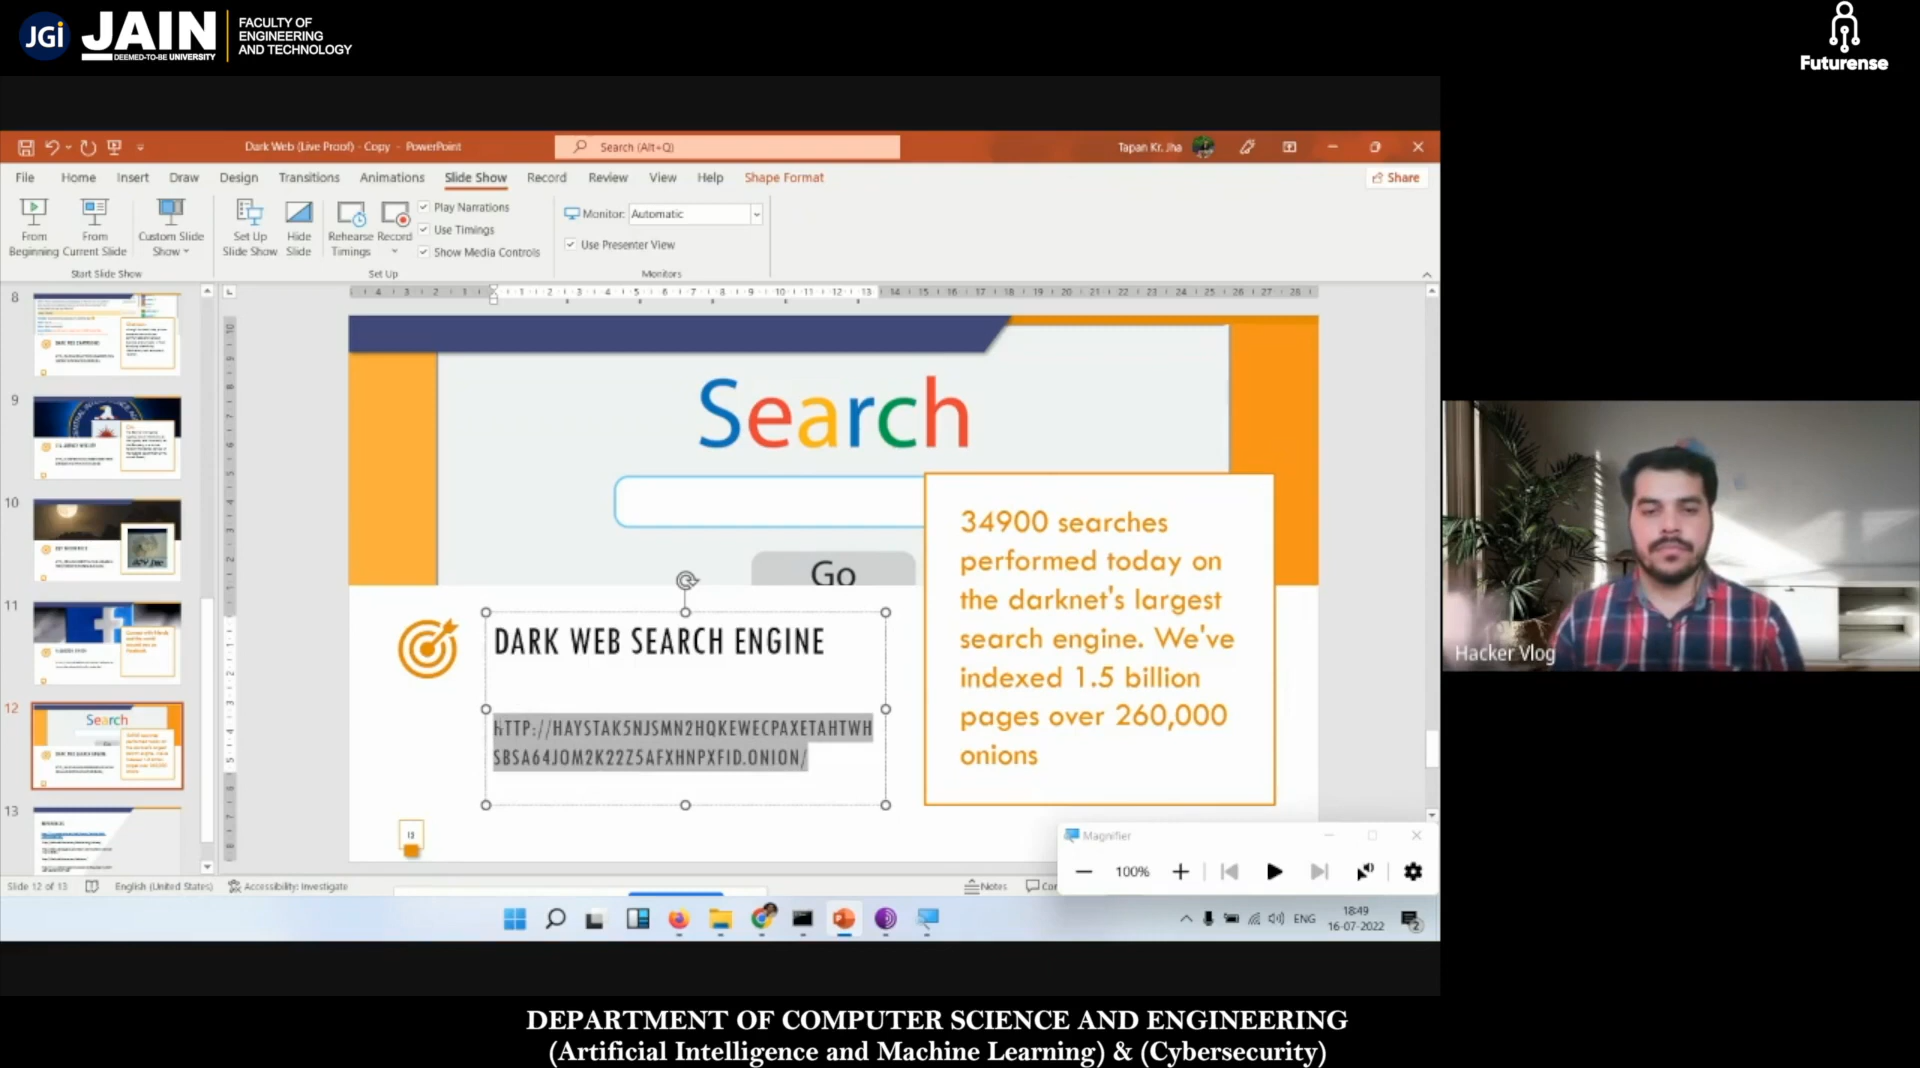 JGi JAIN
DEEMED-TO-BE UNIVERSITY
FACULTY OF
ENGINEERING
AND TECHNOLOGY
Futurense
Dark Web (Live Proof) - Copy - PowerPoint
Search (Alt+Q)
Tapan Kr. Jha
File Home Insert Draw Design Transitions Animations Slide Show Record Review View Help Shape Format
Share
From Beginning
From Current Slide
Custom Slide Show
Set Up Slide Show
Hide Slide
Rehearse Timings
Record
Play Narrations
Use Timings
Show Media Controls
Monitor: Automatic
Use Presenter View
Start Slide Show
Set Up
Monitors
8
9
10
11
12
13
Search
Go
DARK WEB SEARCH ENGINE
HTTP://HAYSTAK5NJSMN2HQKEWECPAXETAHTWH
SBSA64JOM2K22Z5AFXHNPXFID.ONION/
34900 searches
performed today on
the darknet's largest
search engine. We've
indexed 1.5 billion
pages over 260,000
onions
Hacker Vlog
Magnifier
100%
Slide 12 of 13
English (United States)
Accessibility: Investigate
Notes
ENG
18:49
16-07-2022
DEPARTMENT OF COMPUTER SCIENCE AND ENGINEERING
(Artificial Intelligence and Machine Learning) & (Cybersecurity)